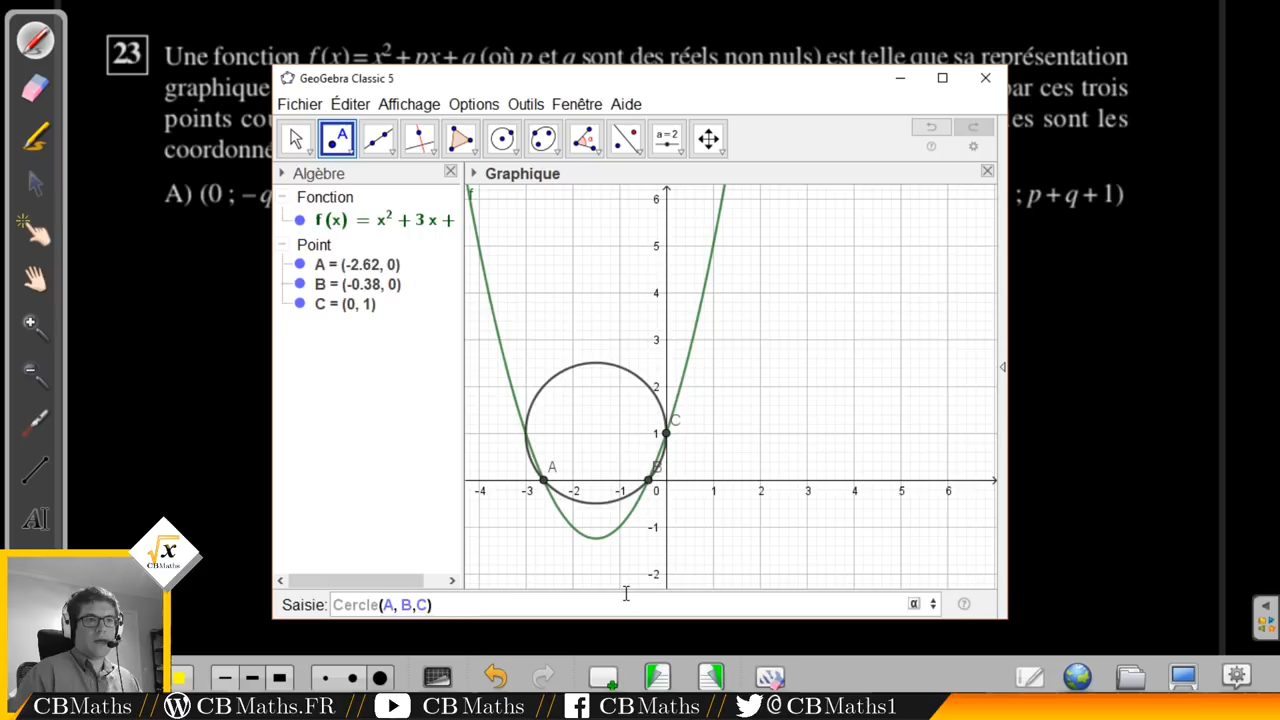 23 Une fonction f(x) = x² + px + q (où p et q sont des réels non nuls) est telle que sa représentation
graphique
par ces trois
points
es sont les
coordonné
A) (0 ; −q
; p+q+1)
GeoGebra Classic 5
Fichier Éditer Affichage Options Outils Fenêtre Aide
A
α
a=2
Algèbre
Graphique
Fonction
f(x) = x² + 3 x +
Point
A = (-2.62, 0)
B = (-0.38, 0)
C = (0, 1)
f
6
5
4
3
2
1
C
A
B
-4 -3 -2 -1 0 1 2 3 4 5 6
-1
-2
Saisie: Cercle(A, B,C)
α
AI
√x
CBMaths
CBMaths CBMaths.FR CBMaths CBMaths @CBMaths1